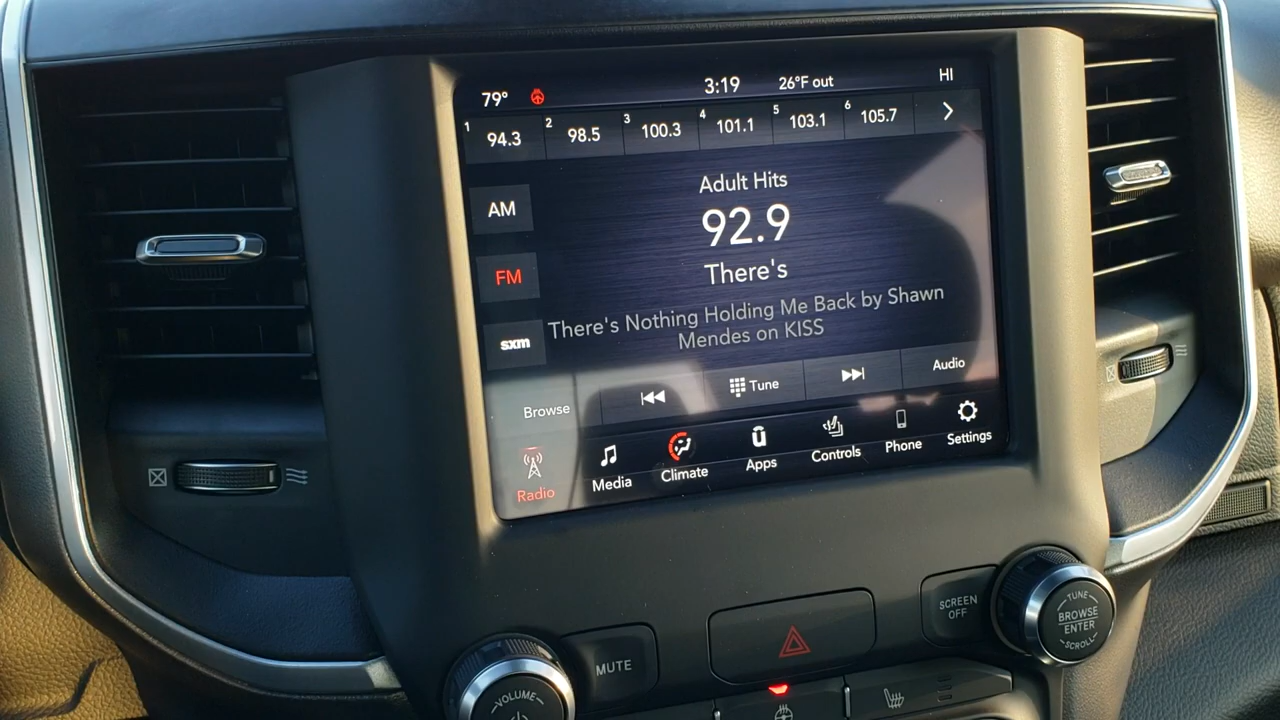 79° 3:19 26°F out HI
1 94.3 2 98.5 3 100.3 4 101.1 5 103.1 6 105.7
AM
FM
sxm
Adult Hits
92.9
There's
There's Nothing Holding Me Back by Shawn
Mendes on KISS
Browse Tune Audio
Radio Media Climate Apps Controls Phone Settings
VOLUME
MUTE
SCREEN
OFF
TUNE
BROWSE
ENTER
SCROLL